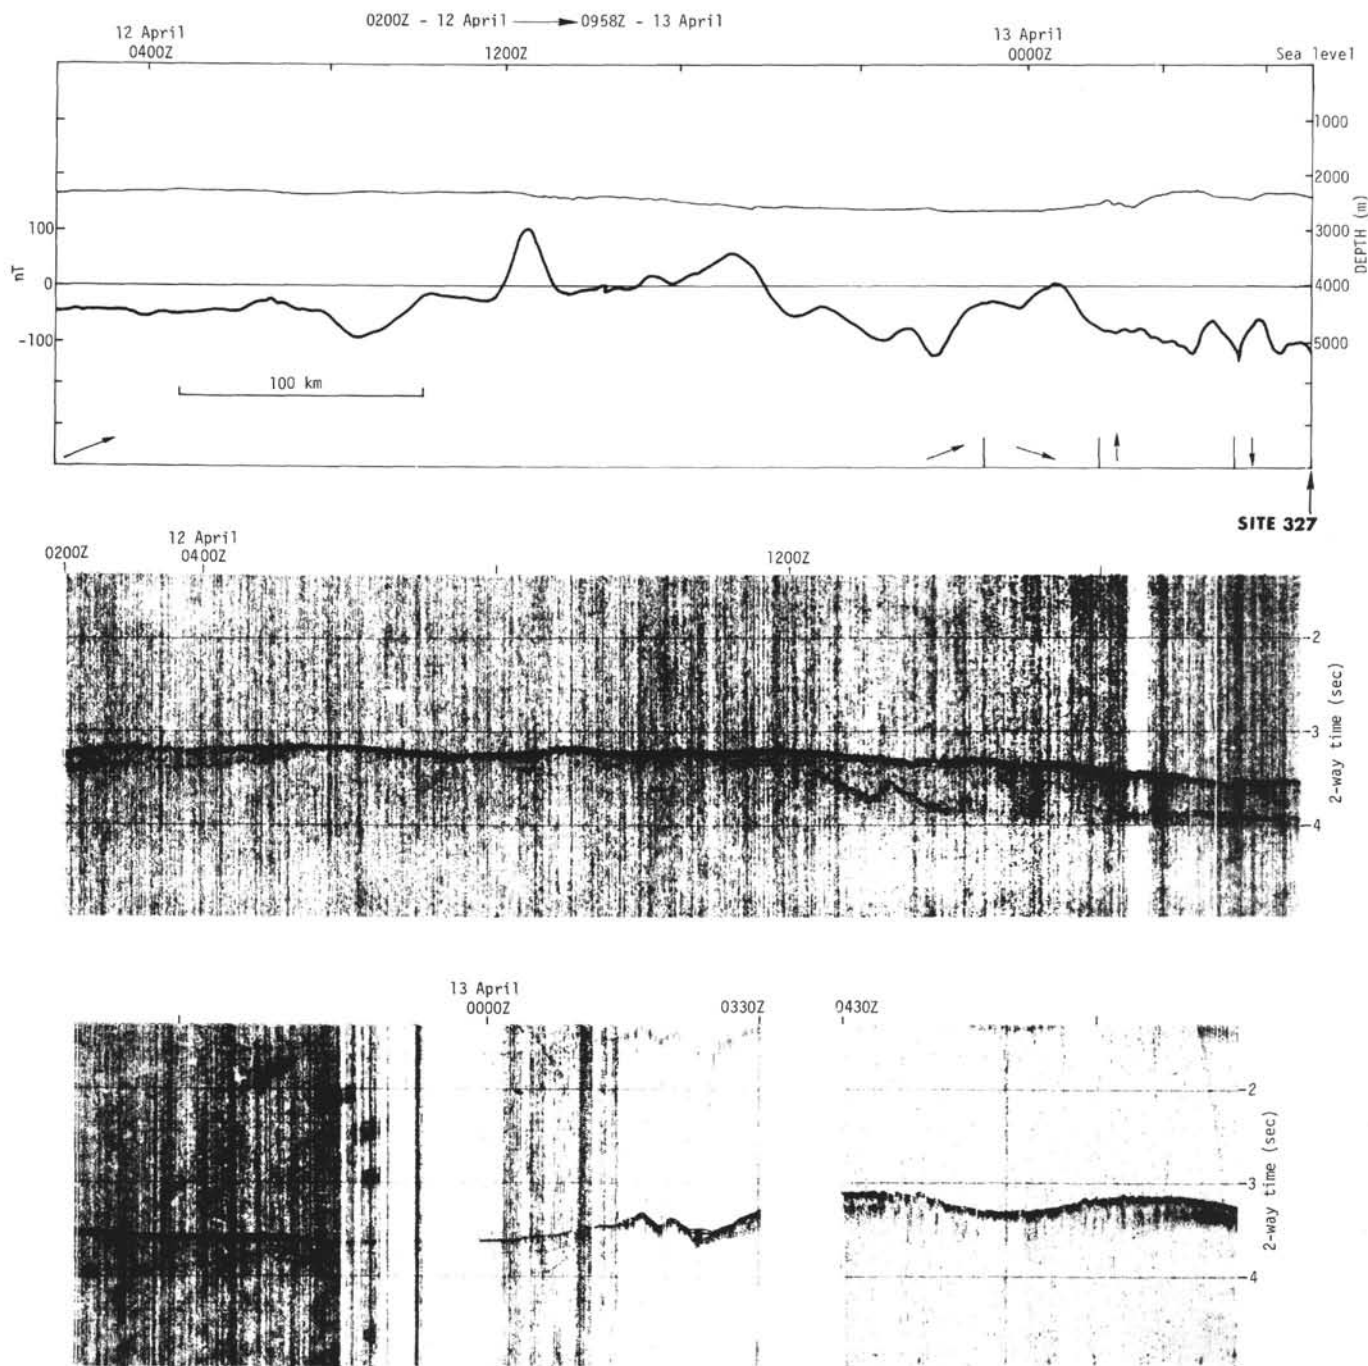 0200Z - 12 April 0958Z - 13 April
12 April 13 April
0400Z 1200Z 0000Z Sea level
1000
2000
100 3000
nT 0 4000 DEPTH (m)
-100 5000
100 km
SITE 327
12 April
0200Z 0400Z 1200Z
2
3
4
2-way time (sec)
13 April
0000Z 0330Z 0430Z
2
3
4
2-way time (sec)